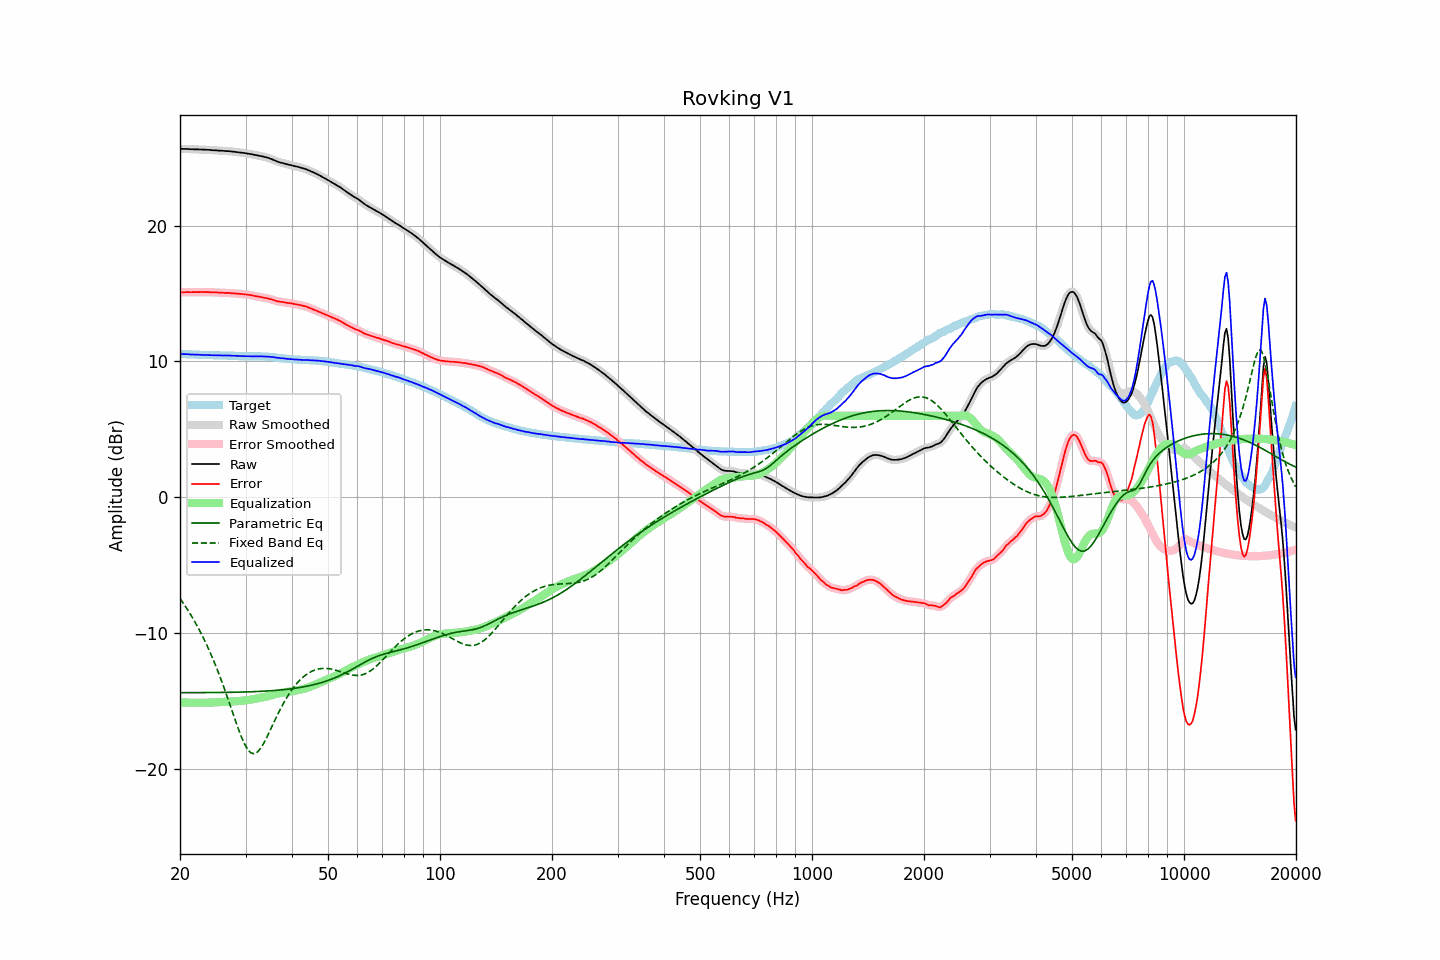 Rovking V1
Amplitude (dBr)
20
10
0
−10
−20
Target
Raw Smoothed
Error Smoothed
Raw
Error
Equalization
Parametric Eq
Fixed Band Eq
Equalized
20 50 100 200 500 1000 2000 5000 10000 20000
Frequency (Hz)